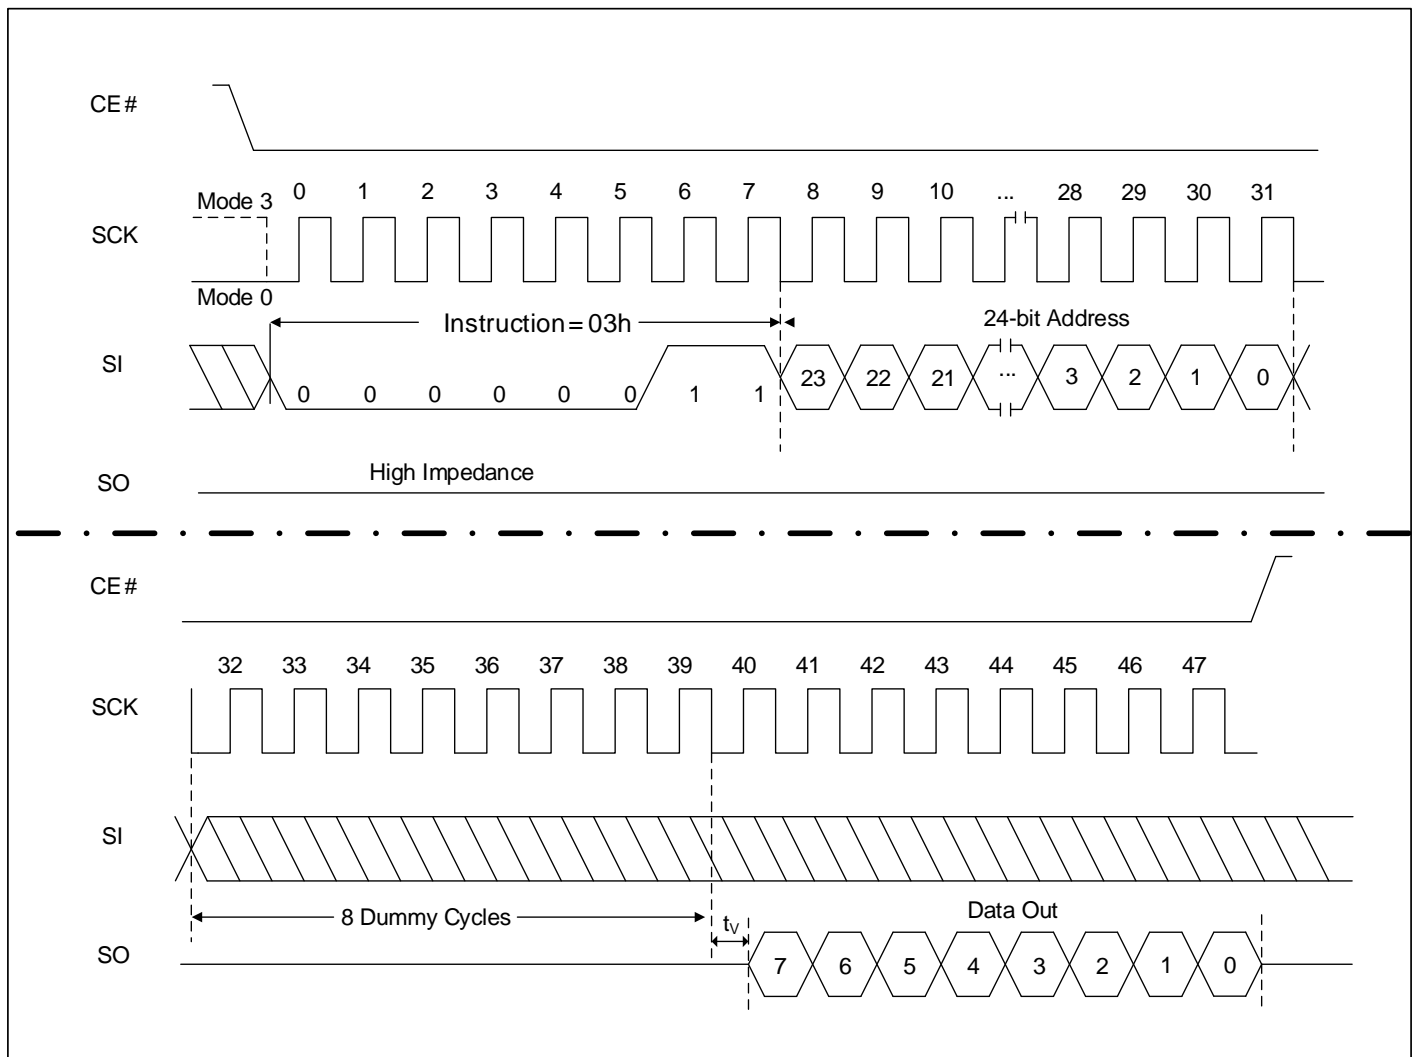 CE#
0 1 2 3 4 5 6 7 8 9 10 ... 28 29 30 31
Mode 3
SCK
Mode 0
Instruction = 03h
24-bit Address
SI
23 22 21 ... 3 2 1 0
0 0 0 0 0 0 1 1
High Impedance
SO
CE#
32 33 34 35 36 37 38 39 40 41 42 43 44 45 46 47
SCK
SI
8 Dummy Cycles
Data Out
tV
SO
7 6 5 4 3 2 1 0